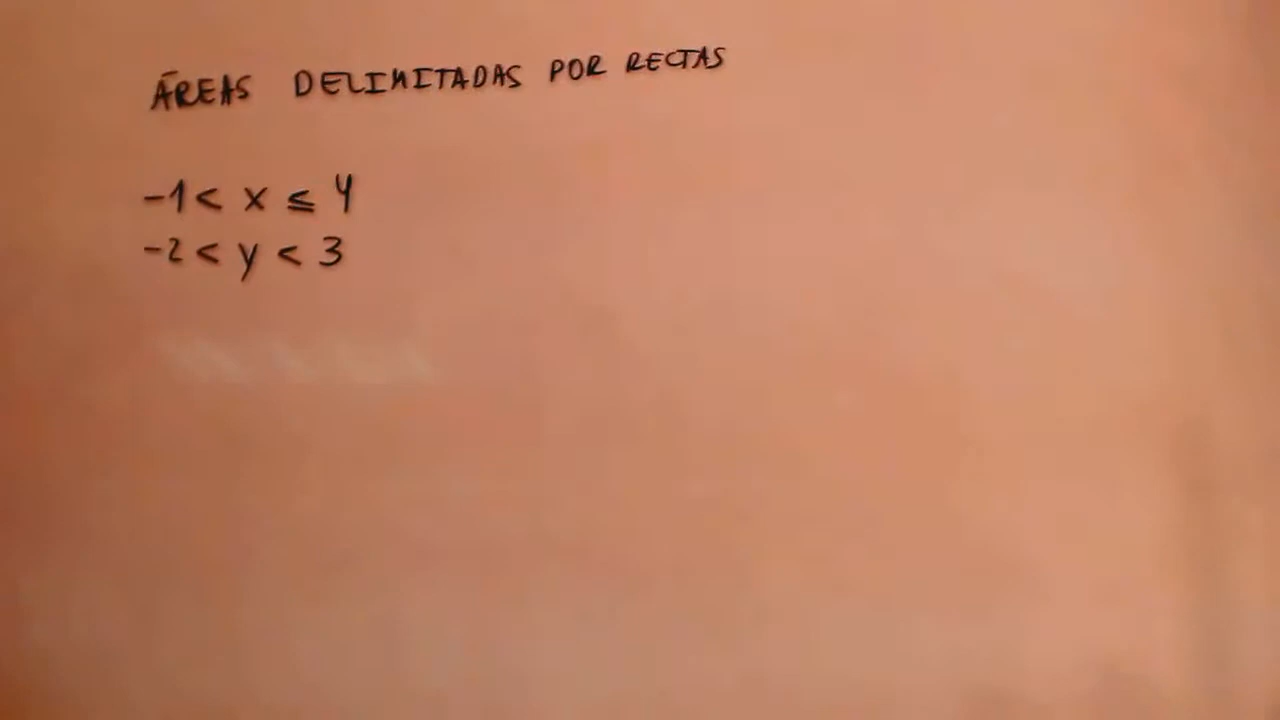 ÁREAS DELIMITADAS POR RECTAS
-1 < x ≤ 4
-2 < y < 3